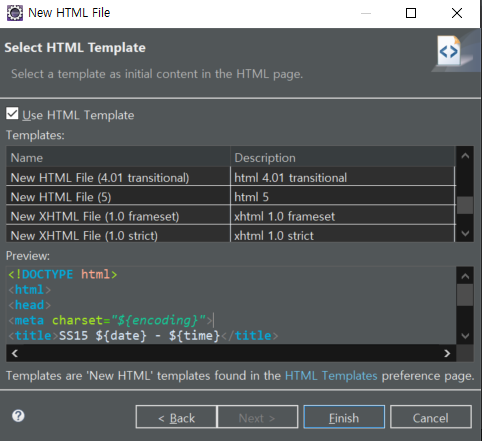 New HTML File
Select HTML Template
Select a template as initial content in the HTML page.
Use HTML Template
Templates:
Name Description
New HTML File (4.01 transitional) html 4.01 transitional
New HTML File (5) html 5
New XHTML File (1.0 frameset) xhtml 1.0 frameset
New XHTML File (1.0 strict) xhtml 1.0 strict
Preview:
<!DOCTYPE html>
<html>
<head>
<meta charset="${encoding}">
<title>SS15 ${date} - ${time}</title>
Templates are 'New HTML' templates found in the HTML Templates preference page.
< Back Next > Finish Cancel